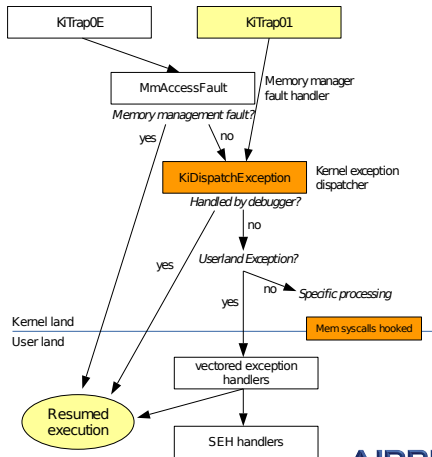 KiTrap0E
KiTrap01
MmAccessFault
Memory manager
fault handler
Memory management fault?
yes
no
KiDispatchException
Kernel exception
dispatcher
Handled by debugger?
no
yes
Userland Exception?
no
Specific processing
yes
Kernel land
Mem syscalls hooked
User land
vectored exception
handlers
Resumed
execution
SEH handlers